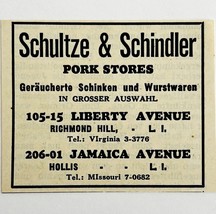 Schultze & Schindler
PORK STORES
Geräucherte Schinken und Wurstwaren
IN GROSSER AUSWAHL
105-15 LIBERTY AVENUE
RICHMOND HILL, - - L. I.
Tel.: VIrginia 3-3776
206-01 JAMAICA AVENUE
HOLLIS - - - L. I.
Tel.: MIssouri 7-0682